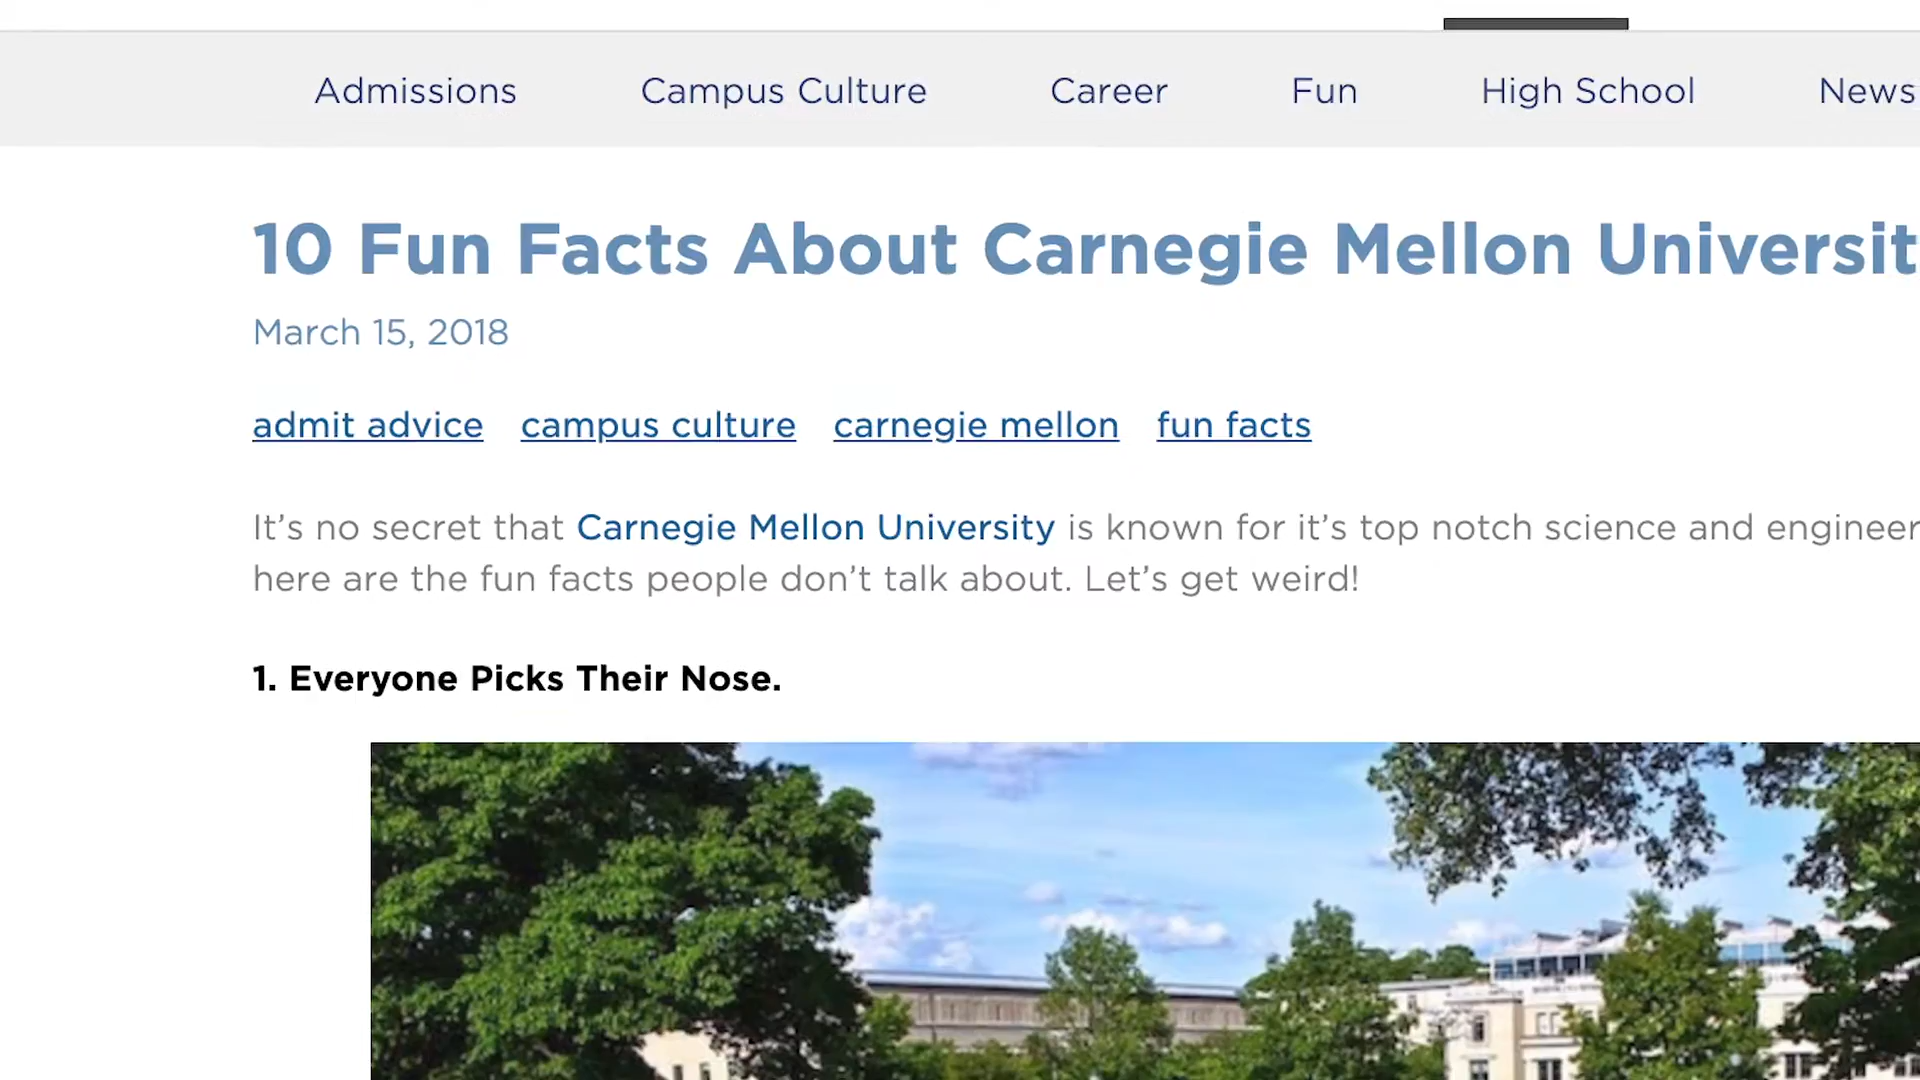 Admissions Campus Culture Career Fun High School News
10 Fun Facts About Carnegie Mellon Universit
March 15, 2018
admit advice campus culture carnegie mellon fun facts
It’s no secret that Carnegie Mellon University is known for it’s top notch science and engineer
here are the fun facts people don’t talk about. Let’s get weird!
1. Everyone Picks Their Nose.